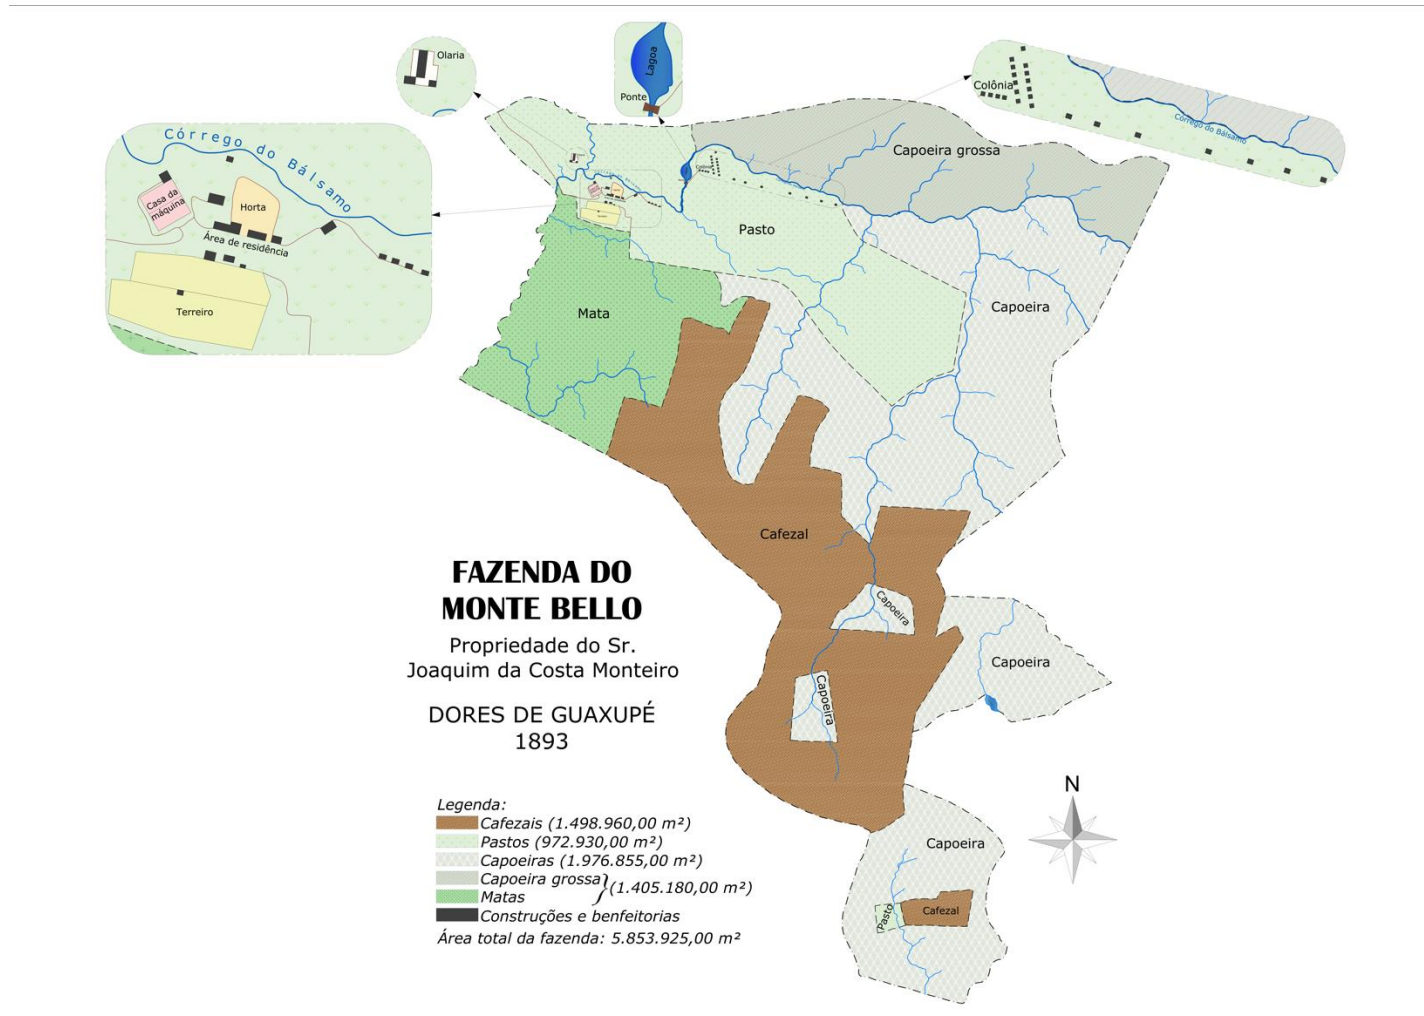 Olaria
Lagoa
Ponte
Colônia
Córrego do Bálsamo
Córrego do Bálsamo
Casa da
máquina
Horta
Área de residência
Terreiro
Capoeira grossa
Pasto
Mata
Capoeira
Cafezal
Capoeira
Capoeira
Capoeira
FAZENDA DO
MONTE BELLO
Propriedade do Sr.
Joaquim da Costa Monteiro
DORES DE GUAXUPÉ
1893
N
Legenda:
Cafezais (1.498.960,00 m²)
Pastos (972.930,00 m²)
Capoeiras (1.976.855,00 m²)
Capoeira grossa
Matas
} (1.405.180,00 m²)
Construções e benfeitorias
Área total da fazenda: 5.853.925,00 m²
Capoeira
Pasto
Cafezal